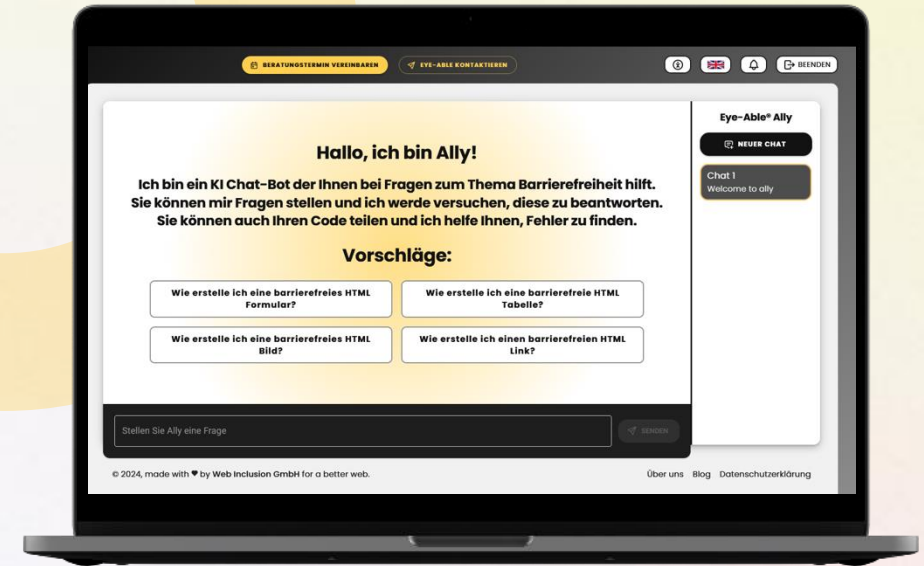 BERATUNGSTERMIN VEREINBAREN
EYE-ABLE KONTAKTIEREN
BEENDEN
Hallo, ich bin Ally!
Ich bin ein KI Chat-Bot der Ihnen bei Fragen zum Thema Barrierefreiheit hilft.
Sie können mir Fragen stellen und ich werde versuchen, diese zu beantworten.
Sie können auch Ihren Code teilen und ich helfe Ihnen, Fehler zu finden.
Vorschläge:
Wie erstelle ich eine barrierefreies HTML
Formular?
Wie erstelle ich eine barrierefreie HTML
Tabelle?
Wie erstelle ich eine barrierefreies HTML
Bild?
Wie erstelle ich einen barrierefreien HTML
Link?
Stellen Sie Ally eine Frage
SENDEN
Eye-Able® Ally
NEUER CHAT
Chat 1
Welcome to ally
© 2024, made with ♥ by Web Inclusion GmbH for a better web.
Über uns Blog Datenschutzerklärung